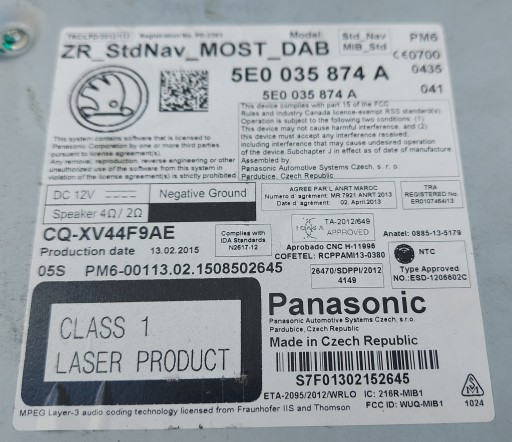 Model: Std_Nav PM6
MIB_Std
ZR_StdNav_MOST_DAB
CE0700
5E0 035 874 A 0435
5E0 035 874 A 041
This device complies with part 15 of the FCC
Rules and Industry Canada licence-exempt RSS standard(s).
Operation is subject to the following two conditions: (1)
This device may not cause harmful interference, and (2)
this device must accept any interference received,
including interference that may cause undesired operation
of the device. Subchapter J in effect as of date of manufacture
Assembled by
Panasonic Automotive Systems Czech, s.r.o.
Pardubice, Czech Republic
This system contains software that is licensed to
Panasonic Corporation by one or more third parties
pursuant to license agreements.
Any removal, reproduction, reverse engineering or other
unauthorized use of the software from this system in
violation of the license agreement(s) is strictly prohibited.
DC 12V Negative Ground
Speaker 4Ω / 2Ω
AGREE PAR L'ANRT MAROC
Numero d'agrément: MR 7921 ANRT 2013
Date d'agrément: 02.April.2013
TRA
REGISTERED No:
ER0107464/13
CQ-XV44F9AE
Production 13.02.2015
Complies with
IDA Standards
N2617-12
TA-2012/649
APPROVED
Anatel: 0885-13-5179
Aprobado CNC H-11996
COFETEL: RCPPAMI13-0380
NTC
Type Approved
NO.:ESD-1206602C
05S PM6-00113.02.1508502645
26470/SDPPI/2012
4149
CLASS 1
LASER PRODUCT
Panasonic
Panasonic Automotive Systems Czech, s.r.o.
Pardubice, Czech Republic
Made in Czech Republic
S7F01302152645
ETA-2095/2012/WRLO IC: 216R-MIB1
FCC ID: WUQ-MIB1
1024
MPEG Layer-3 audio coding technology licensed from Fraunhofer IIS and Thomson